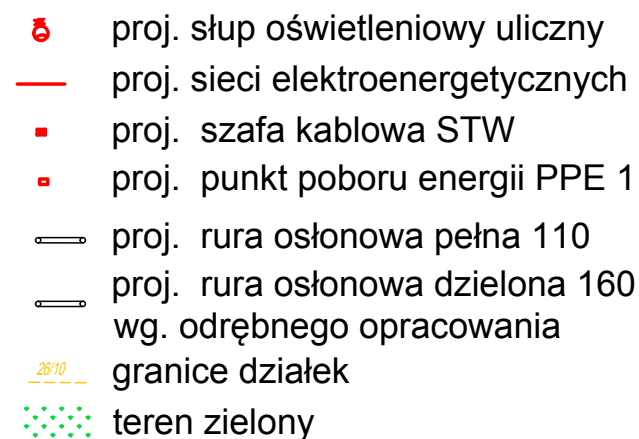 proj. słup oświetleniowy uliczny
proj. sieci elektroenergetycznych
proj. szafa kablowa STW
proj. punkt poboru energii PPE 1
proj. rura osłonowa pełna 110
proj. rura osłonowa dzielona 160
wg. odrębnego opracowania
26/10 granice działek
teren zielony